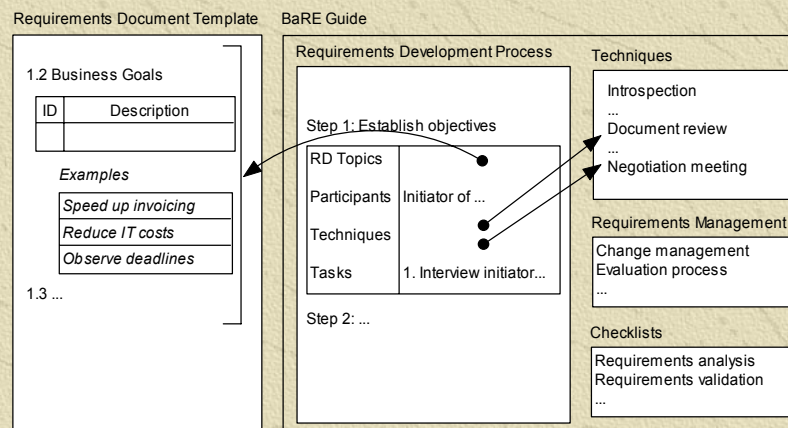 Requirements Document Template
1.2 Business Goals
ID Description
Examples
Speed up invoicing
Reduce IT costs
Observe deadlines
1.3 ...
BaRE Guide
Requirements Development Process
Step 1: Establish objectives
RD Topics
Participants Initiator of ...
Techniques
Tasks 1. Interview initiator...
Step 2: ...
Techniques
Introspection
...
Document review
...
Negotiation meeting
Requirements Management
Change management
Evaluation process
...
Checklists
Requirements analysis
Requirements validation
...